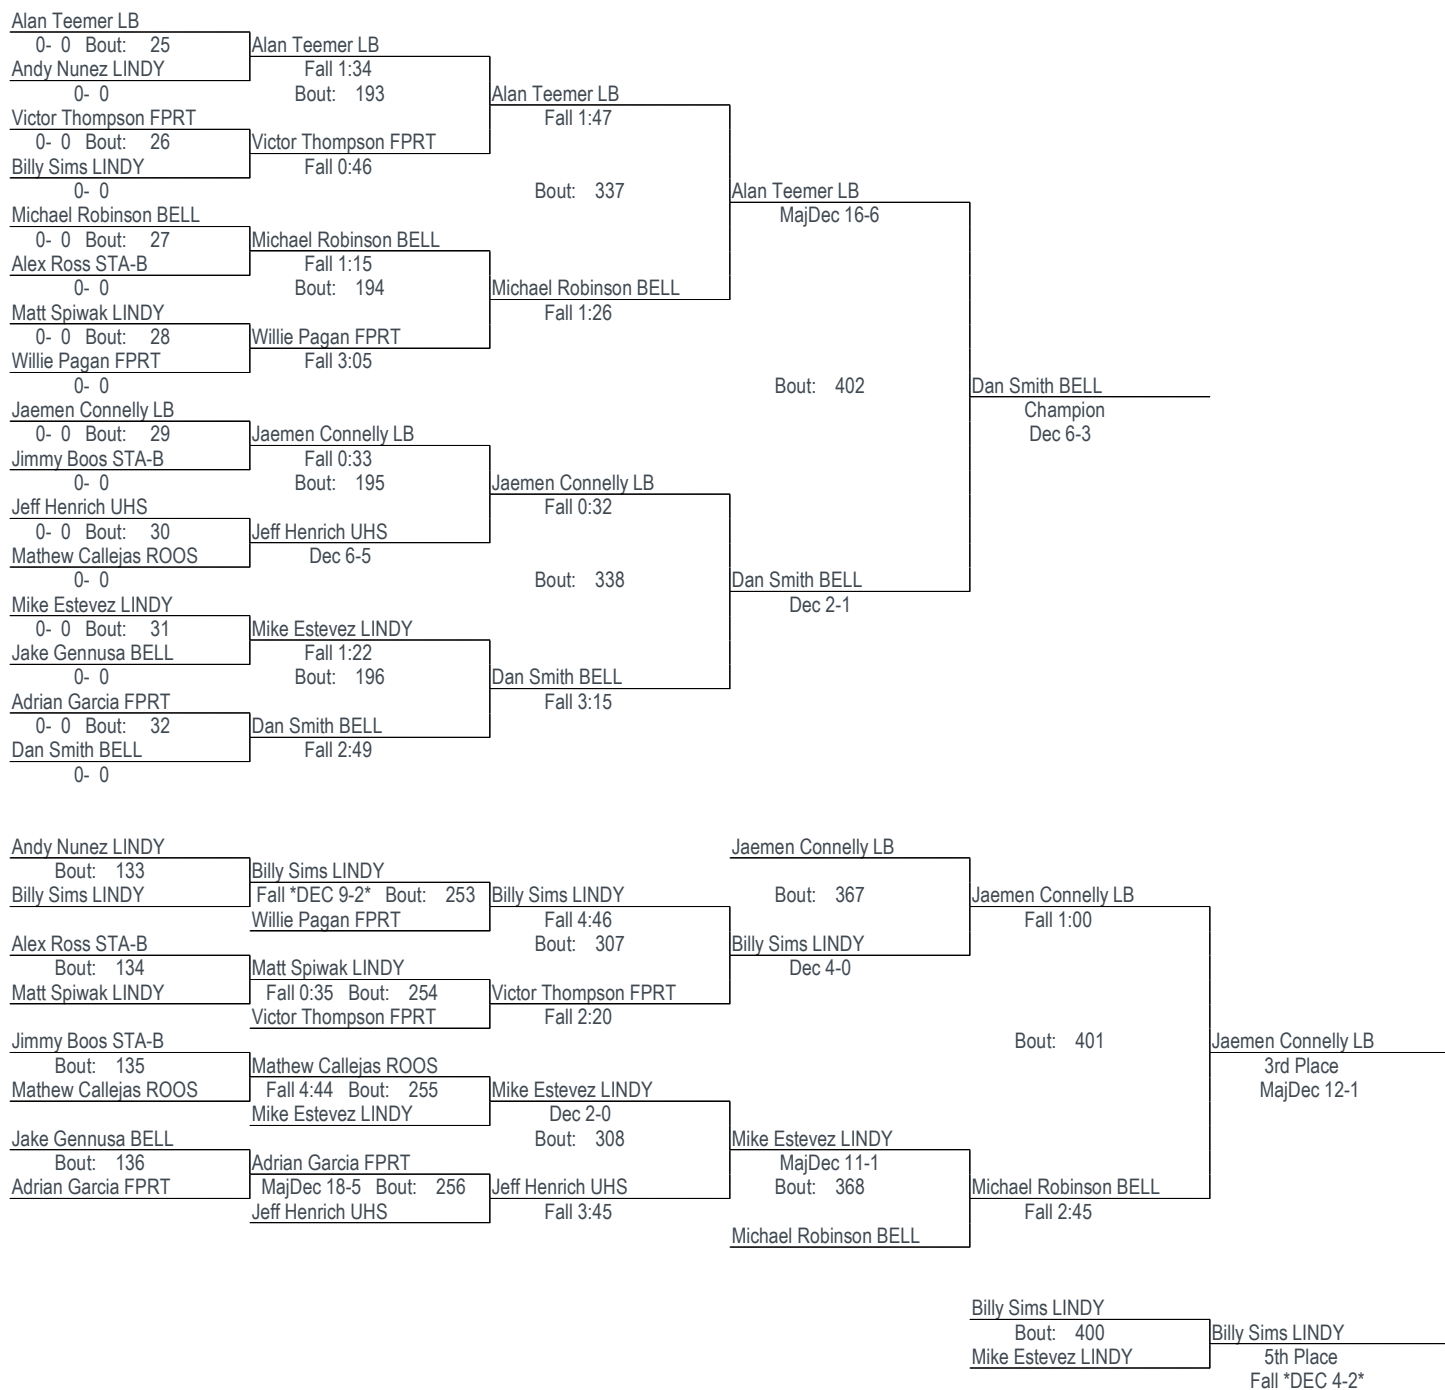 Alan Teemer LB
0- 0 Bout: 25 Alan Teemer LB
Andy Nunez LINDY Fall 1:34
0- 0 Bout: 193 Alan Teemer LB
Victor Thompson FPRT Fall 1:47
0- 0 Bout: 26 Victor Thompson FPRT
Billy Sims LINDY Fall 0:46
0- 0 Bout: 337 Alan Teemer LB
Michael Robinson BELL MajDec 16-6
0- 0 Bout: 27 Michael Robinson BELL
Alex Ross STA-B Fall 1:15
0- 0 Bout: 194 Michael Robinson BELL
Matt Spiwak LINDY Fall 1:26
0- 0 Bout: 28 Willie Pagan FPRT
Willie Pagan FPRT Fall 3:05
0- 0 Bout: 402 Dan Smith BELL
Jaemen Connelly LB Champion
0- 0 Bout: 29 Jaemen Connelly LB Dec 6-3
Jimmy Boos STA-B Fall 0:33
0- 0 Bout: 195 Jaemen Connelly LB
Jeff Henrich UHS Fall 0:32
0- 0 Bout: 30 Jeff Henrich UHS
Mathew Callejas ROOS Dec 6-5
0- 0 Bout: 338 Dan Smith BELL
Mike Estevez LINDY Dec 2-1
0- 0 Bout: 31 Mike Estevez LINDY
Jake Gennusa BELL Fall 1:22
0- 0 Bout: 196 Dan Smith BELL
Adrian Garcia FPRT Fall 3:15
0- 0 Bout: 32 Dan Smith BELL
Dan Smith BELL Fall 2:49
0- 0
Andy Nunez LINDY Jaemen Connelly LB
Bout: 133 Billy Sims LINDY
Billy Sims LINDY Fall *DEC 9-2* Bout: 253 Billy Sims LINDY Bout: 367 Jaemen Connelly LB
Willie Pagan FPRT Fall 4:46 Fall 1:00
Alex Ross STA-B Bout: 307 Billy Sims LINDY
Bout: 134 Matt Spiwak LINDY Dec 4-0
Matt Spiwak LINDY Fall 0:35 Bout: 254 Victor Thompson FPRT
Victor Thompson FPRT Fall 2:20
Jimmy Boos STA-B Bout: 401 Jaemen Connelly LB
Bout: 135 Mathew Callejas ROOS 3rd Place
Mathew Callejas ROOS Fall 4:44 Bout: 255 Mike Estevez LINDY MajDec 12-1
Mike Estevez LINDY Dec 2-0
Jake Gennusa BELL Bout: 308 Mike Estevez LINDY
Bout: 136 Adrian Garcia FPRT MajDec 11-1
Adrian Garcia FPRT MajDec 18-5 Bout: 256 Jeff Henrich UHS Bout: 368 Michael Robinson BELL
Jeff Henrich UHS Fall 3:45 Fall 2:45
Michael Robinson BELL
Billy Sims LINDY
Bout: 400 Billy Sims LINDY
Mike Estevez LINDY 5th Place
Fall *DEC 4-2*